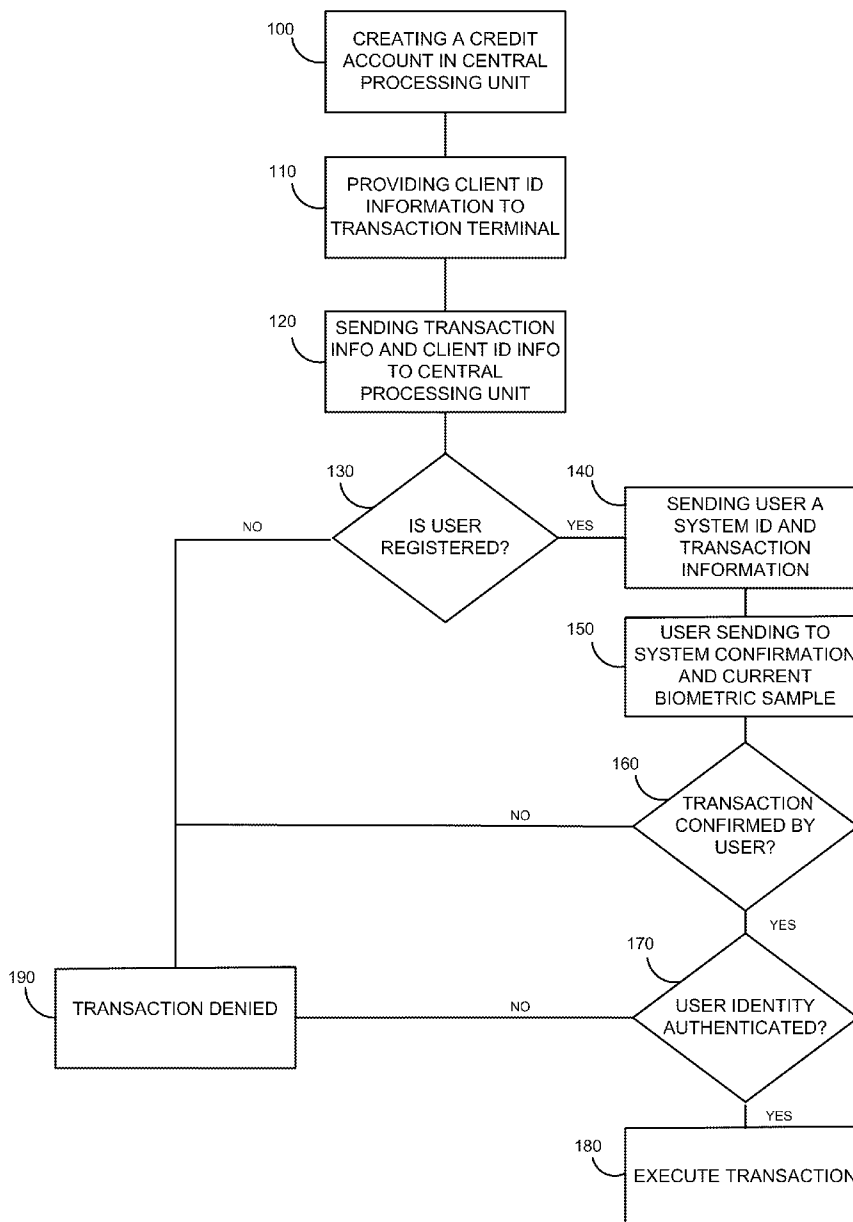 100
CREATING A CREDIT
ACCOUNT IN CENTRAL
PROCESSING UNIT
110
PROVIDING CLIENT ID
INFORMATION TO
TRANSACTION TERMINAL
120
SENDING TRANSACTION
INFO AND CLIENT ID INFO
TO CENTRAL
PROCESSING UNIT
130
IS USER
REGISTERED?
NO
YES
140
SENDING USER A
SYSTEM ID AND
TRANSACTION
INFORMATION
150
USER SENDING TO
SYSTEM CONFIRMATION
AND CURRENT
BIOMETRIC SAMPLE
160
TRANSACTION
CONFIRMED BY
USER?
NO
YES
170
USER IDENTITY
AUTHENTICATED?
NO
190
TRANSACTION DENIED
YES
180
EXECUTE TRANSACTION